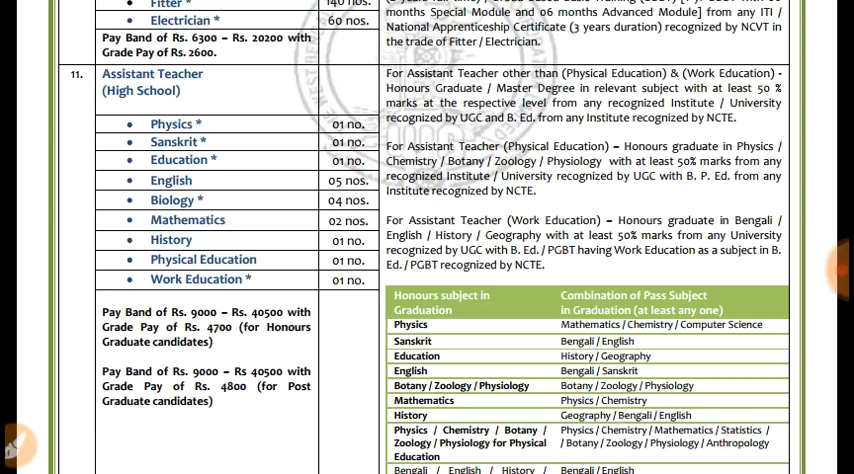 • Fitter * 140 nos.
• Electrician * 60 nos.
Pay Band of Rs. 6300 – Rs. 20200 with
Grade Pay of Rs. 2600.
months Special Module and 06 months Advanced Module] from any ITI /
National Apprenticeship Certificate (3 years duration) recognized by NCVT in
the trade of Fitter / Electrician.
11. Assistant Teacher
(High School)
• Physics * 01 no.
• Sanskrit * 01 no.
• Education * 01 no.
• English 05 nos.
• Biology * 04 nos.
• Mathematics 02 nos.
• History 01 no.
• Physical Education 01 no.
• Work Education * 01 no.
Pay Band of Rs. 9000 – Rs. 40500 with
Grade Pay of Rs. 4700 (for Honours
Graduate candidates)
Pay Band of Rs. 9000 – Rs 40500 with
Grade Pay of Rs. 4800 (for Post
Graduate candidates)
For Assistant Teacher other than (Physical Education) & (Work Education) -
Honours Graduate / Master Degree in relevant subject with at least 50 %
marks at the respective level from any recognized Institute / University
recognized by UGC and B. Ed. from any Institute recognized by NCTE.
For Assistant Teacher (Physical Education) – Honours graduate in Physics /
Chemistry / Botany / Zoology / Physiology with at least 50% marks from any
recognized Institute / University recognized by UGC with B. P. Ed. from any
Institute recognized by NCTE.
For Assistant Teacher (Work Education) – Honours graduate in Bengali /
English / History / Geography with at least 50% marks from any University
recognized by UGC with B. Ed. / PGBT having Work Education as a subject in B.
Ed. / PGBT recognized by NCTE.
Honours subject in Combination of Pass Subject
Graduation in Graduation (at least any one)
Physics Mathematics / Chemistry / Computer Science
Sanskrit Bengali / English
Education History / Geography
English Bengali / Sanskrit
Botany / Zoology / Physiology Botany / Zoology / Physiology
Mathematics Physics / Chemistry
History Geography / Bengali / English
Physics / Chemistry / Botany / Physics / Chemistry / Mathematics / Statistics /
Zoology / Physiology for Physical / Botany / Zoology / Physiology / Anthropology
Education
Bengali / English / History / Bengali / English